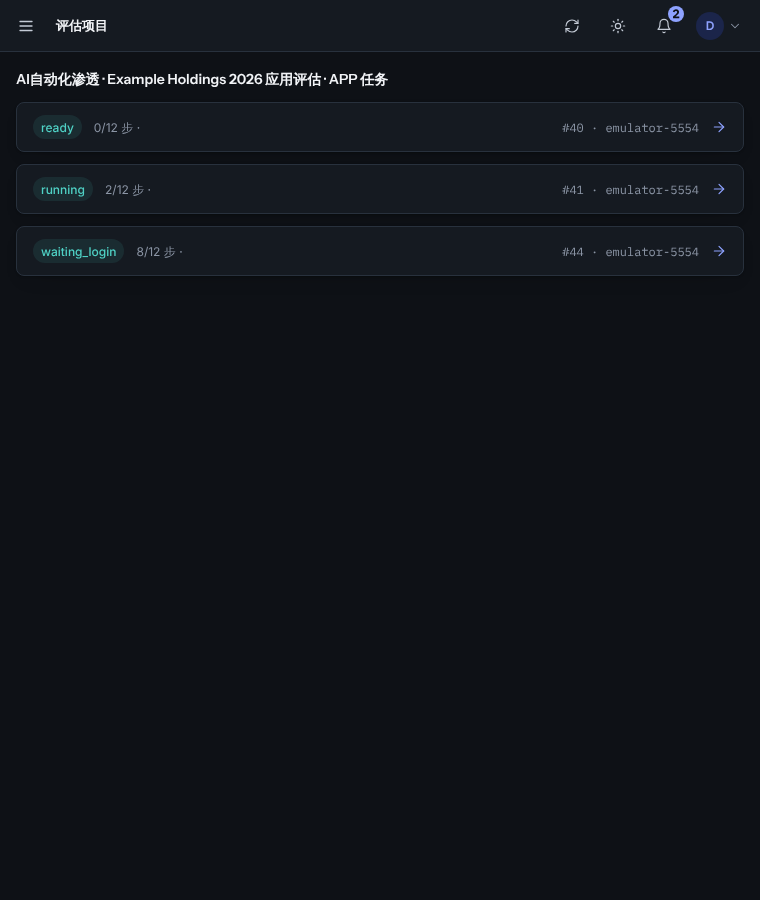 评估项目
2
D
AI自动化渗透 · Example Holdings 2026 应用评估 · APP 任务
ready 0/12 步 · #40 · emulator-5554
running 2/12 步 · #41 · emulator-5554
waiting_login 8/12 步 · #44 · emulator-5554